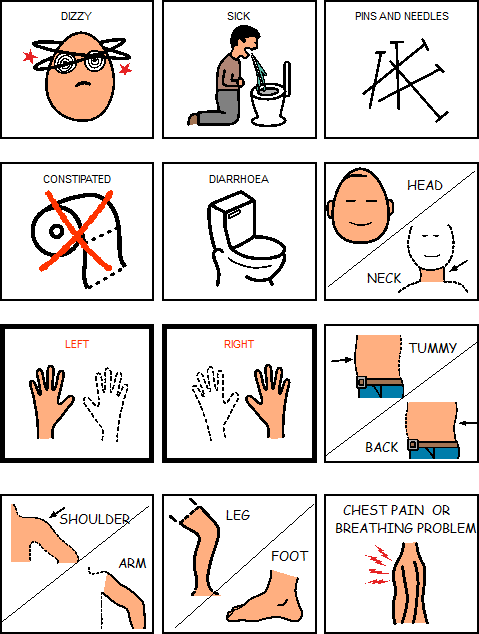 DIZZY
SICK
PINS AND NEEDLES
CONSTIPATED
DIARRHOEA
HEAD
NECK
LEFT
RIGHT
TUMMY
BACK
SHOULDER
ARM
LEG
FOOT
CHEST PAIN OR
BREATHING PROBLEM